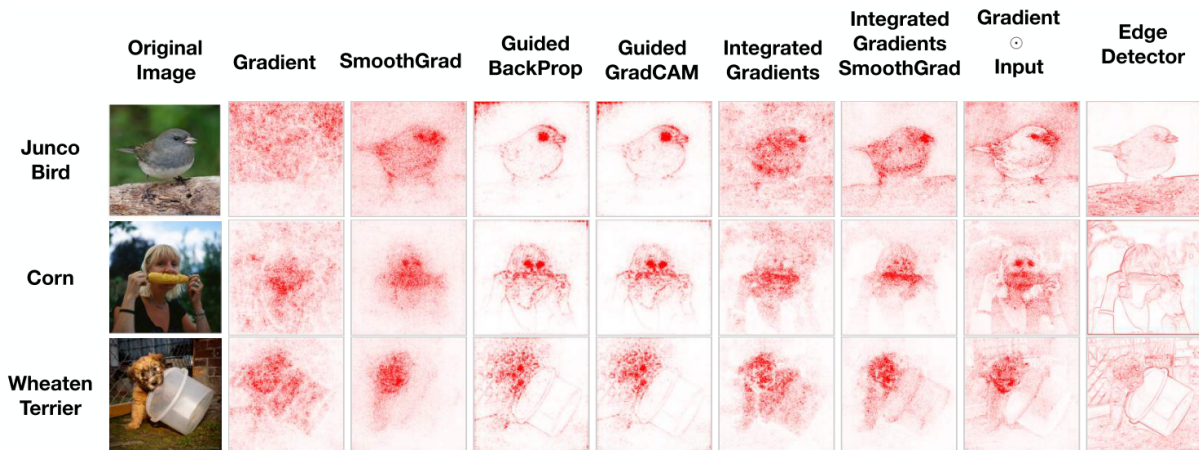 Original
Image
Gradient
SmoothGrad
Guided
BackProp
Guided
GradCAM
Integrated
Gradients
Integrated
Gradients
SmoothGrad
Gradient
⊙
Input
Edge
Detector
Junco
Bird
Corn
Wheaten
Terrier